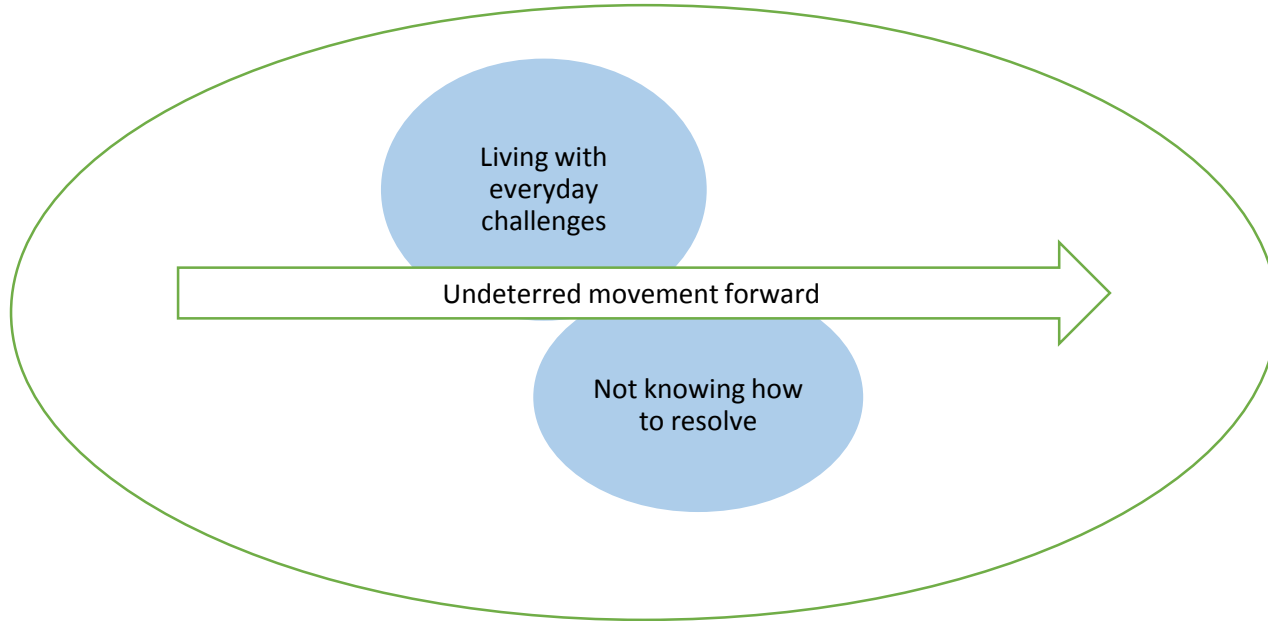 Living with
everyday
challenges
Undeterred movement forward
Not knowing how
to resolve